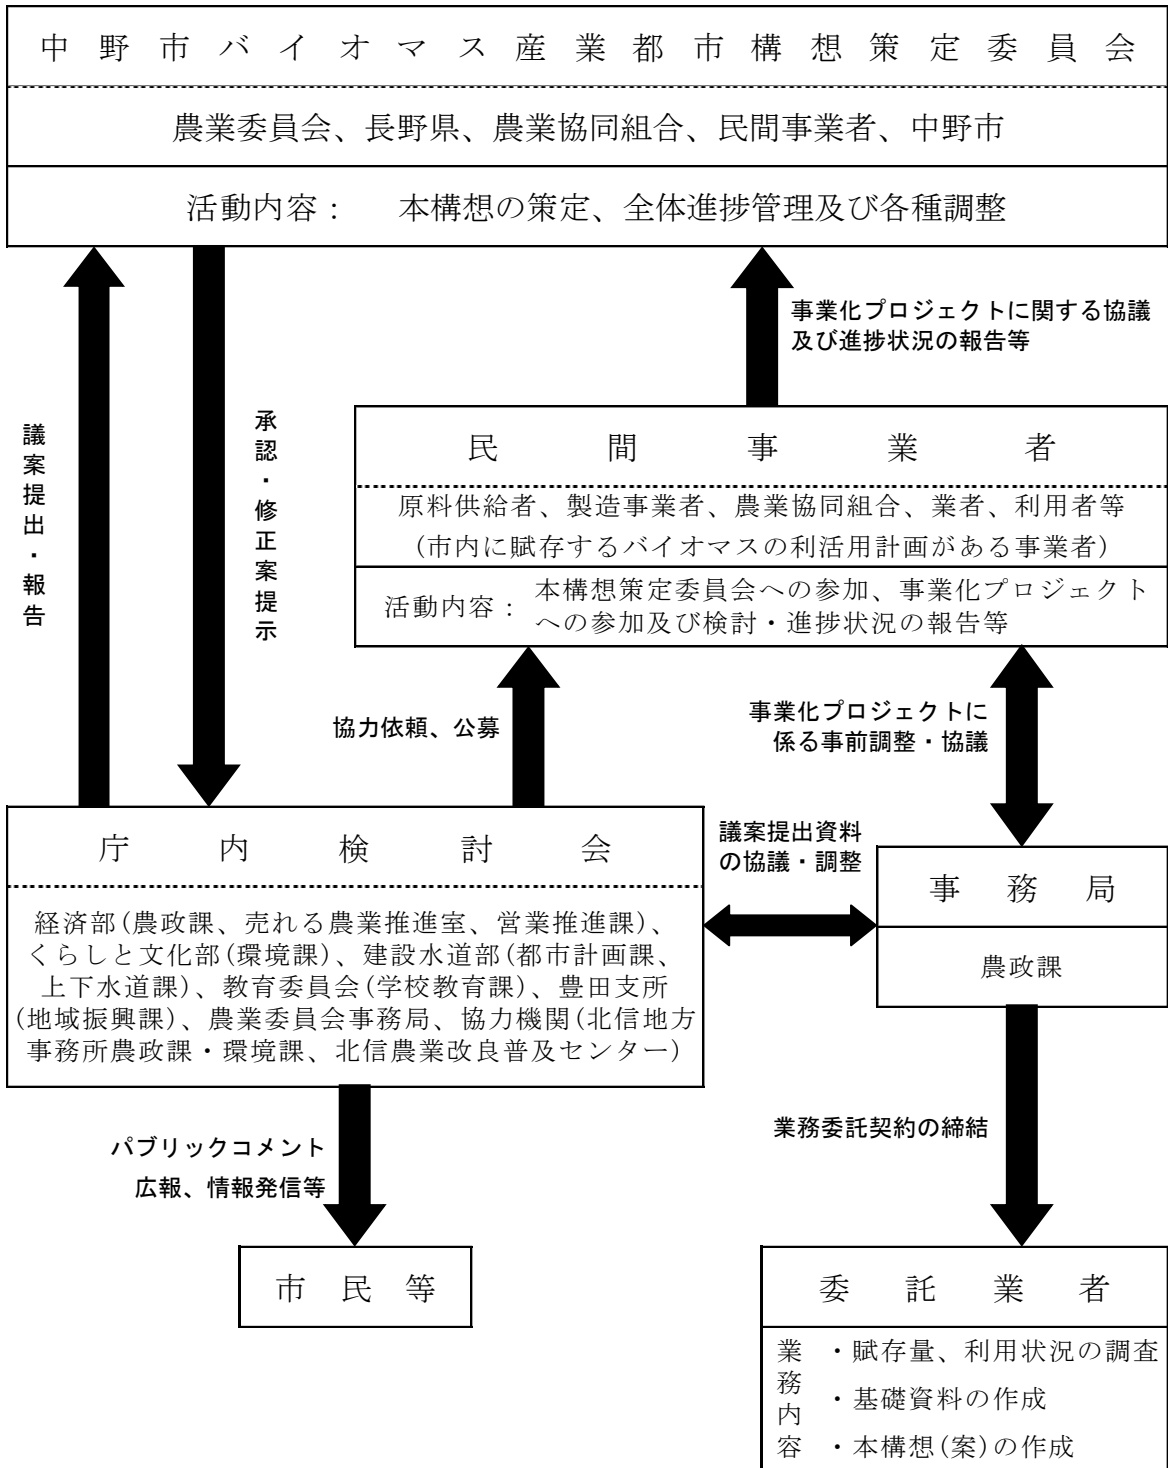 中野市バイオマス産業都市構想策定委員会
農業委員会、長野県、農業協同組合、民間事業者、中野市
活動内容： 本構想の策定、全体進捗管理及び各種調整
事業化プロジェクトに関する協議
及び進捗状況の報告等
議案提出・報告
承認・修正案提示
民間事業者
原料供給者、製造事業者、農業協同組合、業者、利用者等
(市内に賦存するバイオマスの利活用計画がある事業者)
活動内容： 本構想策定委員会への参加、事業化プロジェクト
への参加及び検討・進捗状況の報告等
協力依頼、公募
事業化プロジェクトに
係る事前調整・協議
庁内検討会
経済部(農政課、売れる農業推進室、営業推進課)、
くらしと文化部(環境課)、建設水道部(都市計画課、
上下水道課)、教育委員会(学校教育課)、豊田支所
(地域振興課)、農業委員会事務局、協力機関(北信地方
事務所農政課・環境課、北信農業改良普及センター)
議案提出資料
の協議・調整
事務局
農政課
パブリックコメント
広報、情報発信等
業務委託契約の締結
市民等
委託業者
業務内容
・賦存量、利用状況の調査
・基礎資料の作成
・本構想(案)の作成